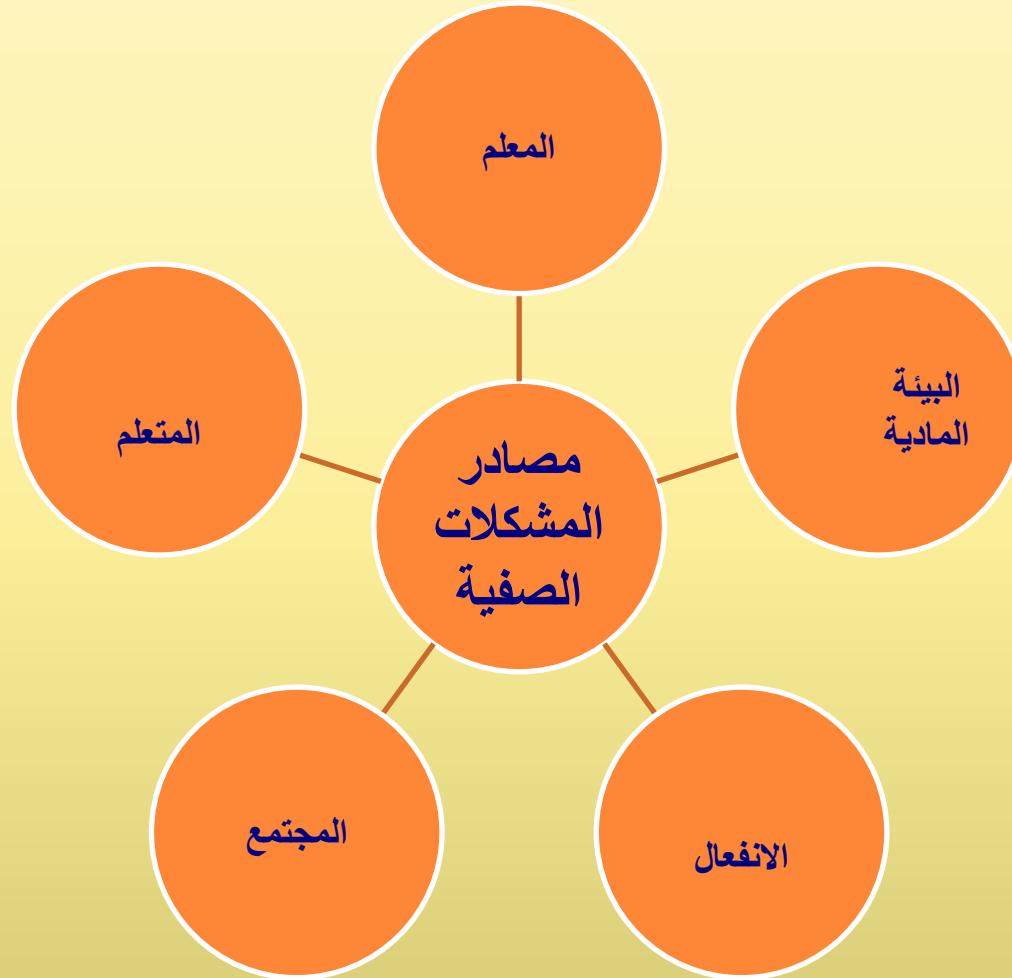 المعلم
البيئة
المادية
المتعلم
مصادر
المشكلات
الصفية
المجتمع
الانفعال